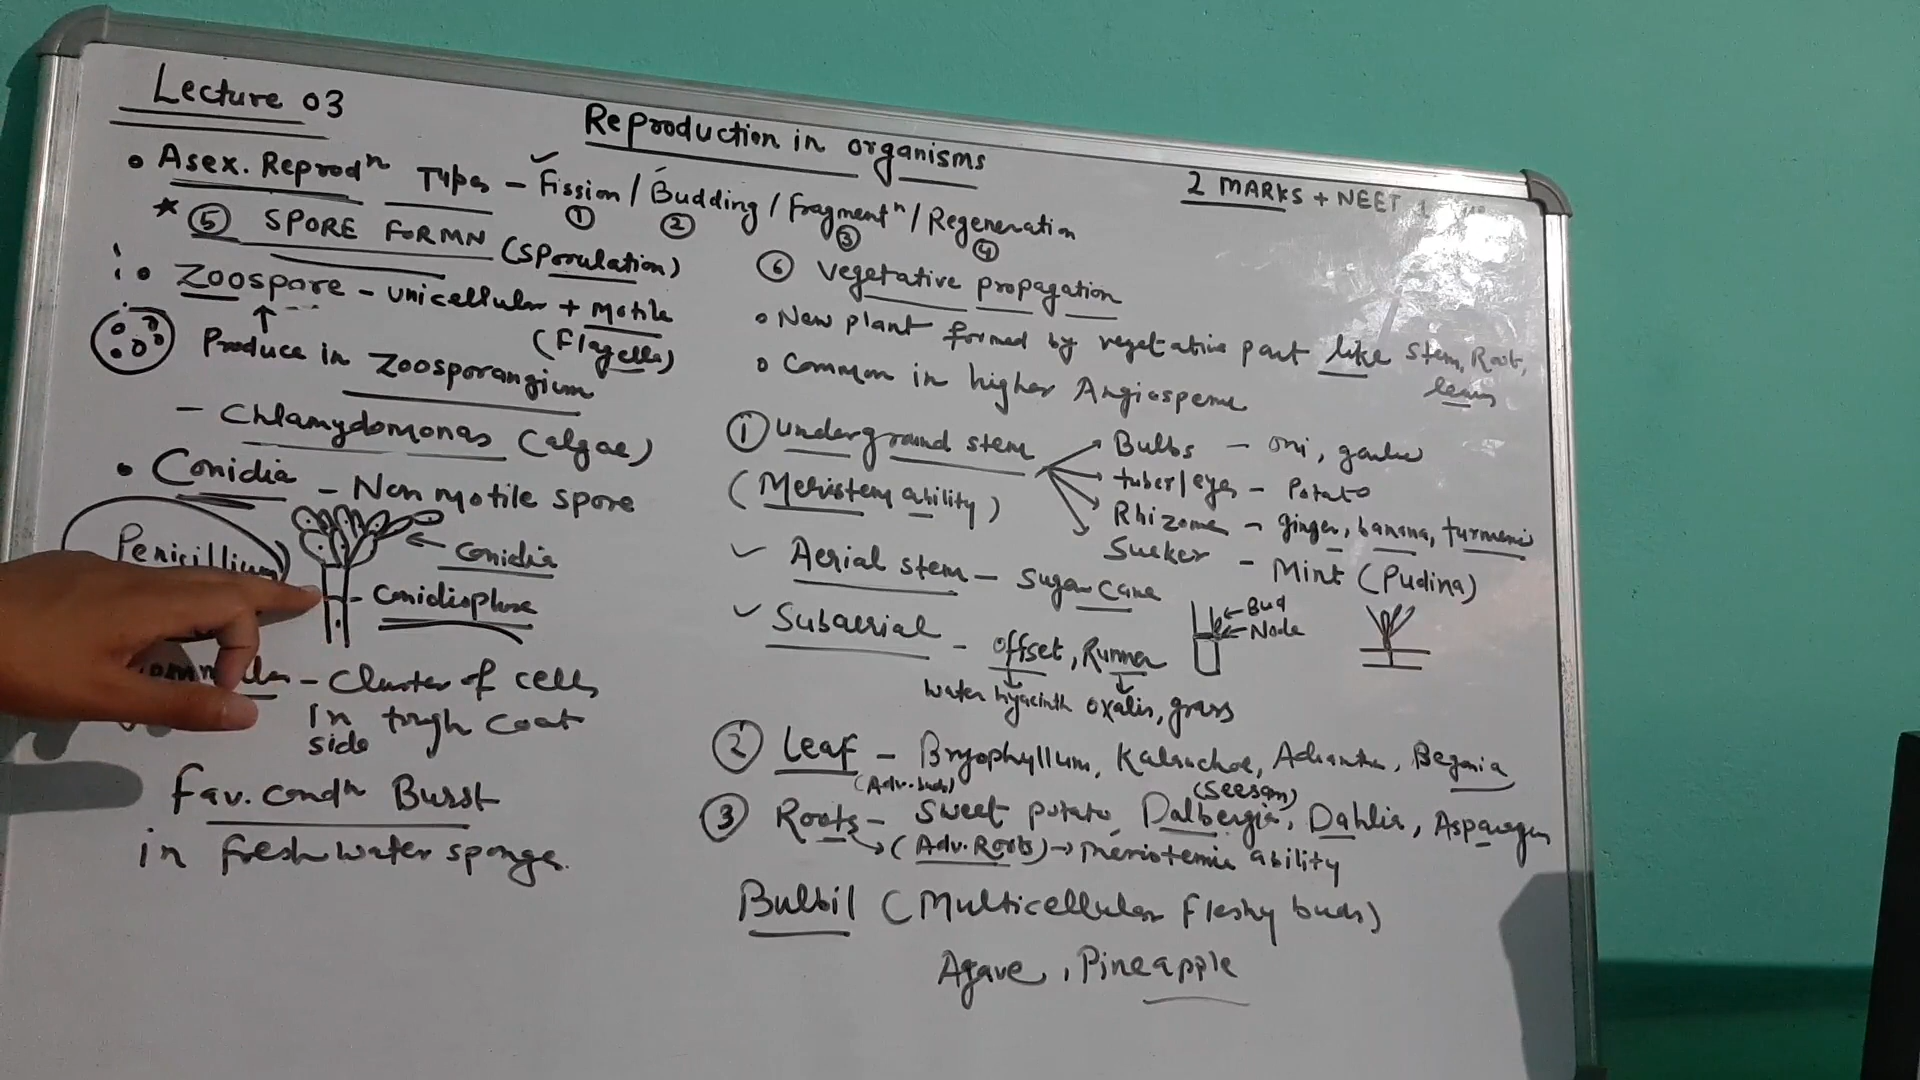 Lecture 03
Reproduction in organisms
2 MARKS + NEET
• Asex. Reprodⁿ Types - Fission / Budding / Fragmentⁿ / Regeneration
① ② ③ ④
* ⑤ SPORE FORMN (Sporulation)
• Zoospore - unicellular + Motile
(Flagella)
Produce in Zoosporangium
- Chlamydomonas (algae)
• Conidia - Non motile spore
Penicillium
← Conidia
- Conidiophore
- Cluster of cells
In side tough coat
Fav. condⁿ Burst
in fresh water sponge.
⑥ Vegetative propagation
• New plant formed by vegetative part like stem, Root,
leaves
• Common in higher Angiosperms
① underground stem
(Meristem ability)
Bulbs - oni, garlic
tuber/eyes - Potato
Rhizome - ginger, banana, turmeric
Sucker - Mint (Pudina)
✓ Aerial stem - Sugar cane
← Bud
← Node
✓ Subaerial - offset, Runner
water hyacinth oxalis, grass
② Leaf - Bryophyllum, Kalanchoe, Adiantum, Begonia
(Adv. buds)
(Seesam)
③ Roots - Sweet potato, Dalbergia, Dahlia, Asparagus
→ (Adv. Roots) → meristemic ability
Bulbil (Multicellular Fleshy buds)
Agave, Pineapple